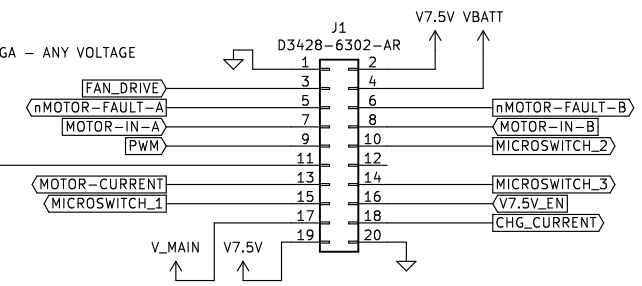 V7.5V VBATT
J1
D3428-6302-AR
GA – ANY VOLTAGE
1 2
FAN_DRIVE 3 4
nMOTOR-FAULT-A 5 6 nMOTOR-FAULT-B
MOTOR-IN-A 7 8 MOTOR-IN-B
PWM 9 10 MICROSWITCH_2
11 12
MOTOR-CURRENT 13 14 MICROSWITCH_3
MICROSWITCH_1 15 16 V7.5V_EN
17 18 CHG_CURRENT
V_MAIN V7.5V 19 20